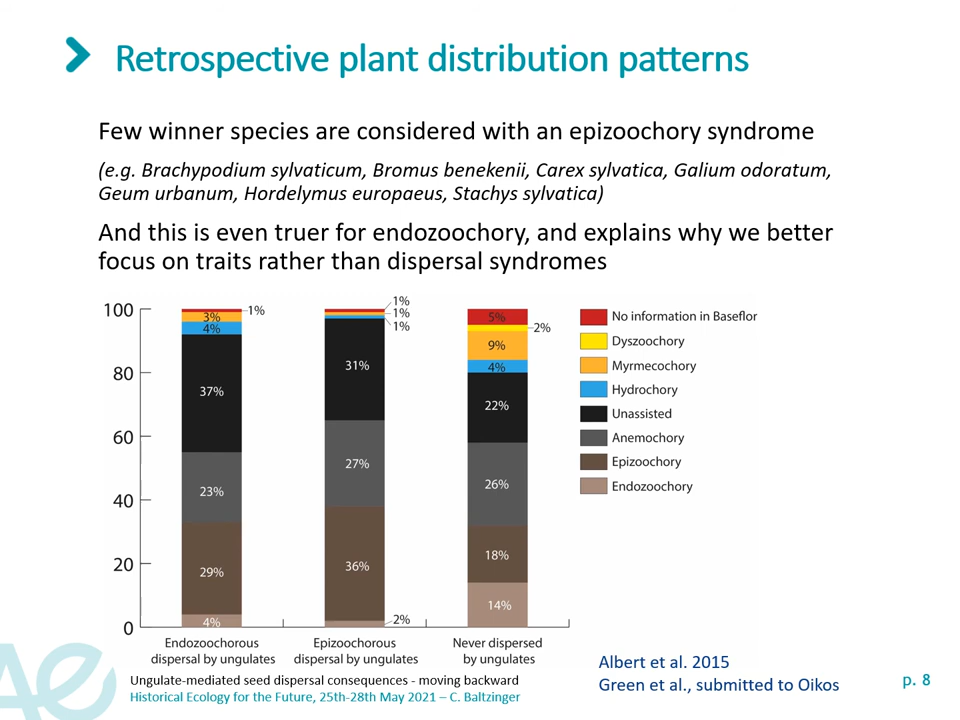 Retrospective plant distribution patterns
Few winner species are considered with an epizoochory syndrome
(e.g. Brachypodium sylvaticum, Bromus benekenii, Carex sylvatica, Galium odoratum,
Geum urbanum, Hordelymus europaeus, Stachys sylvatica)
And this is even truer for endozoochory, and explains why we better
focus on traits rather than dispersal syndromes
100
80
60
40
20
0
1%
3%
4%
37%
23%
29%
4%
1%
1%
1%
31%
27%
36%
2%
5%
2%
9%
4%
22%
26%
18%
14%
Endozoochorous
dispersal by ungulates
Epizoochorous
dispersal by ungulates
Never dispersed
by ungulates
No information in Baseflor
Dyszoochory
Myrmecochory
Hydrochory
Unassisted
Anemochory
Epizoochory
Endozoochory
Albert et al. 2015
Green et al., submitted to Oikos
Ungulate-mediated seed dispersal consequences - moving backward
Historical Ecology for the Future, 25th-28th May 2021 – C. Baltzinger
p. 8